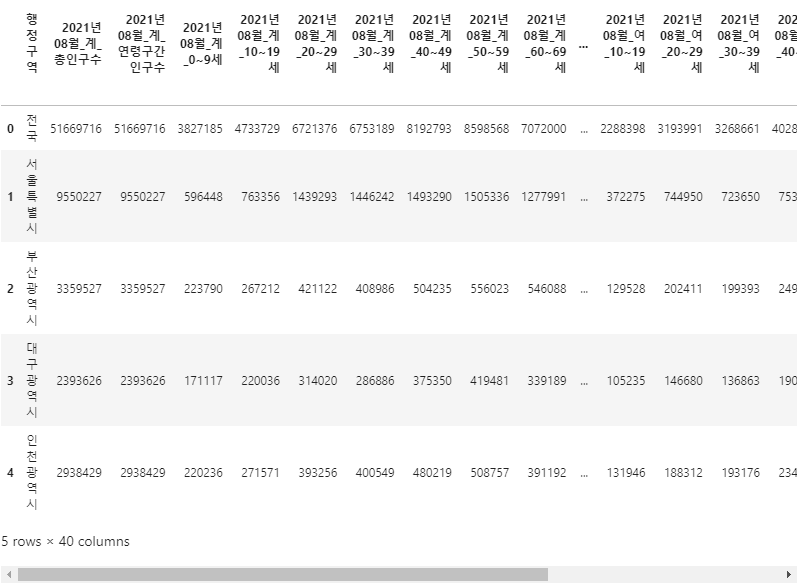 행정구역 2021년08월_계_총인구수 2021년08월_계_연령구간인구수 2021년08월_계_0~9세 2021년08월_계_10~19세 2021년08월_계_20~29세 2021년08월_계_30~39세 2021년08월_계_40~49세 2021년08월_계_50~59세 2021년08월_계_60~69세 ... 2021년08월_여_10~19세 2021년08월_여_20~29세 2021년08월_여_30~39세
0 전국 51669716 51669716 3827185 4733729 6721376 6753189 8192793 8598568 7072000 ... 2288398 3193991 3268661 4028
1 서울특별시 9550227 9550227 596448 763356 1439293 1446242 1493290 1505336 1277991 ... 372275 744950 723650 753
2 부산광역시 3359527 3359527 223790 267212 421122 408986 504235 556023 546088 ... 129528 202411 199393 249
3 대구광역시 2393626 2393626 171117 220036 314020 286886 375350 419481 339189 ... 105235 146680 136863 190
4 인천광역시 2938429 2938429 220236 271571 393256 400549 480219 508757 391192 ... 131946 188312 193176 234
5 rows × 40 columns